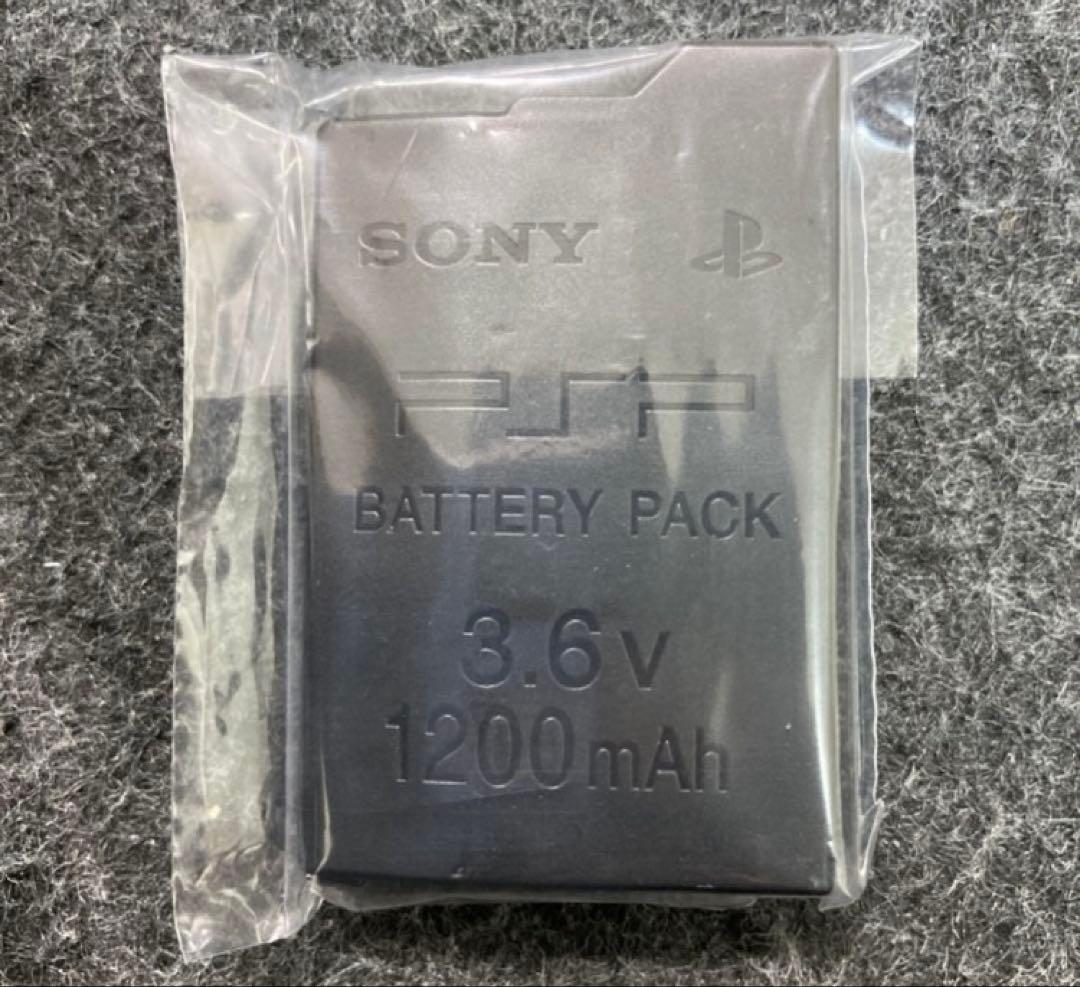 SONY
PSP
BATTERY PACK
3.6 v
1200 mAh